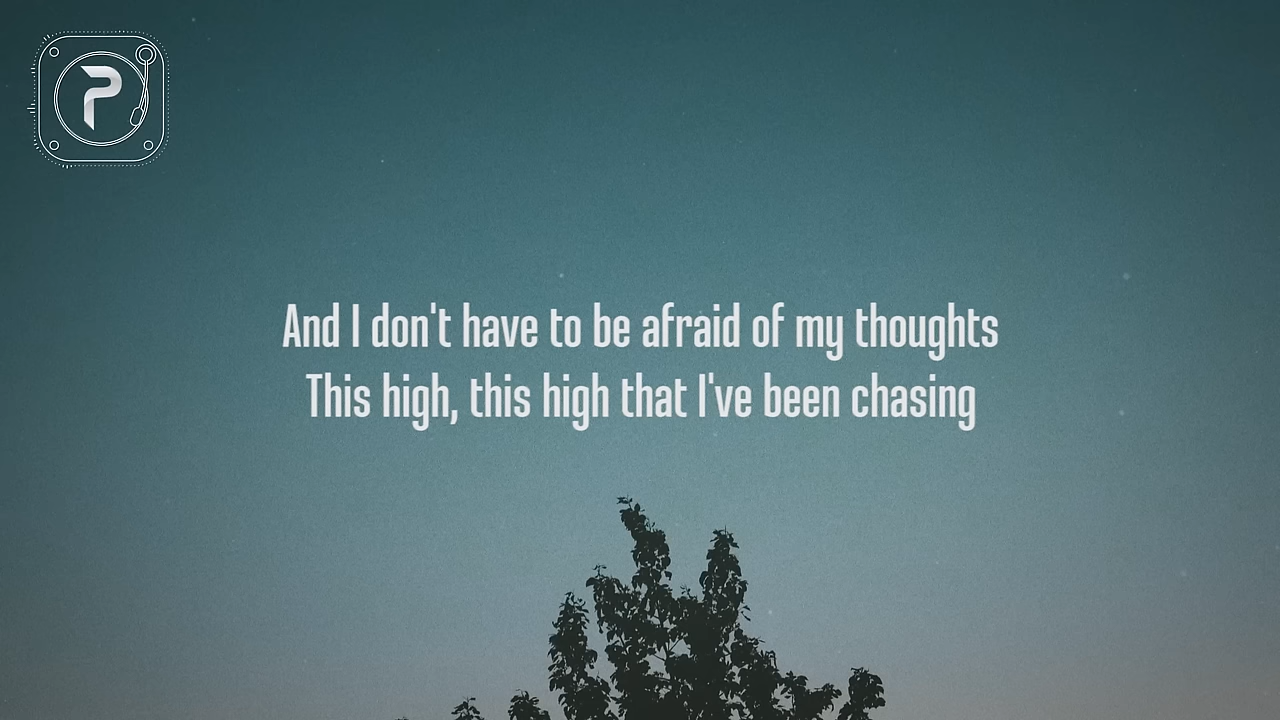 P
And I don't have to be afraid of my thoughts
This high, this high that I've been chasing